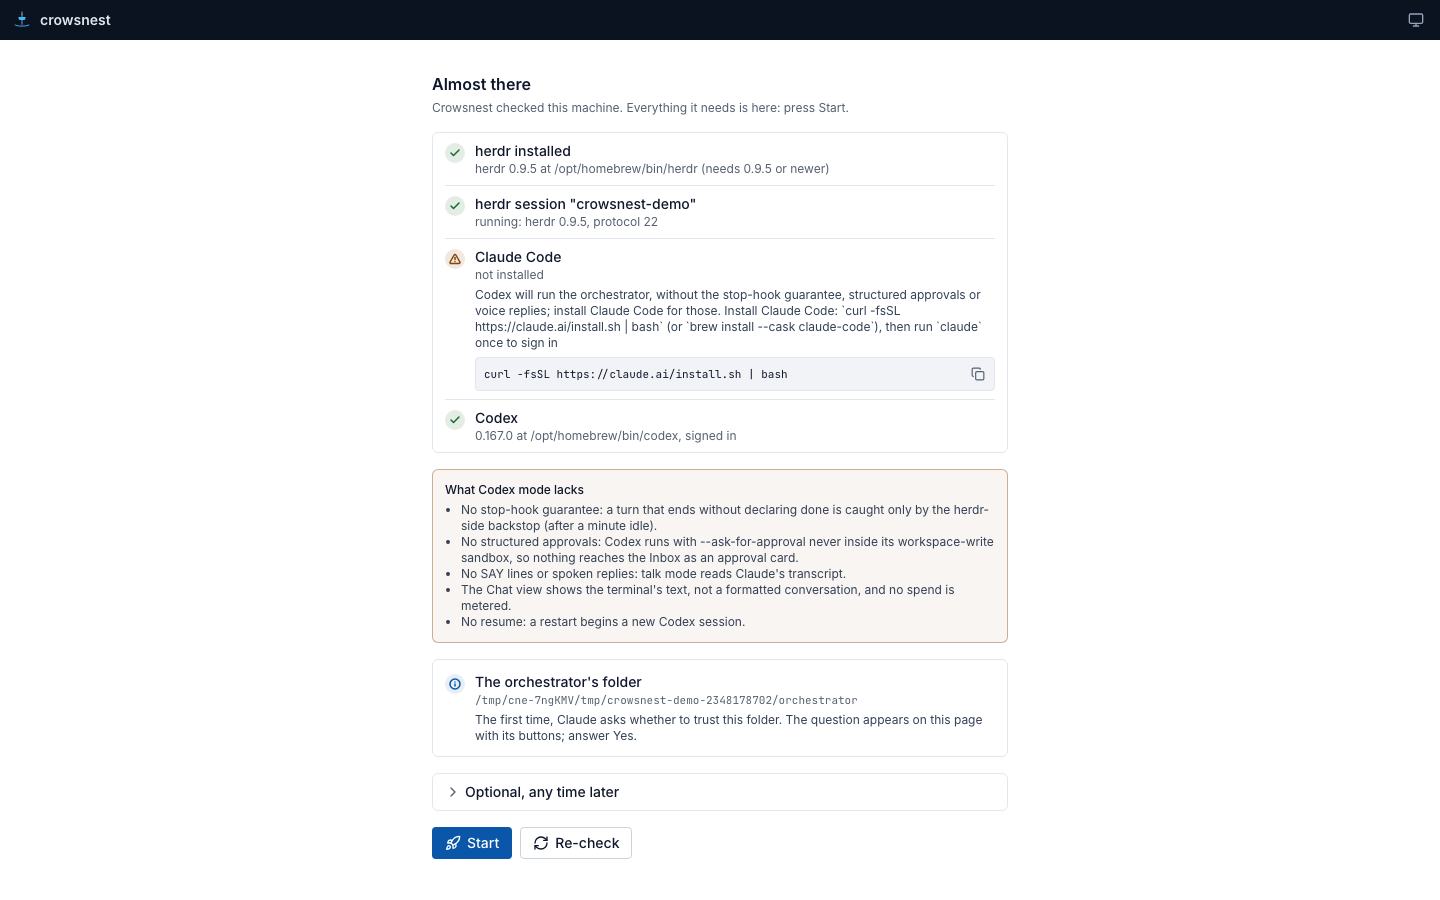 crowsnest
Almost there
Crowsnest checked this machine. Everything it needs is here: press Start.
herdr installed
herdr 0.9.5 at /opt/homebrew/bin/herdr (needs 0.9.5 or newer)
herdr session "crowsnest-demo"
running: herdr 0.9.5, protocol 22
Claude Code
not installed
Codex will run the orchestrator, without the stop-hook guarantee, structured approvals or
voice replies; install Claude Code for those. Install Claude Code: `curl -fsSL
https://claude.ai/install.sh | bash` (or `brew install --cask claude-code`), then run `claude`
once to sign in
curl -fsSL https://claude.ai/install.sh | bash
Codex
0.167.0 at /opt/homebrew/bin/codex, signed in
What Codex mode lacks
• No stop-hook guarantee: a turn that ends without declaring done is caught only by the herdr-
side backstop (after a minute idle).
• No structured approvals: Codex runs with --ask-for-approval never inside its workspace-write
sandbox, so nothing reaches the Inbox as an approval card.
• No SAY lines or spoken replies: talk mode reads Claude's transcript.
• The Chat view shows the terminal's text, not a formatted conversation, and no spend is
metered.
• No resume: a restart begins a new Codex session.
The orchestrator's folder
/tmp/cne-7ngKMV/tmp/crowsnest-demo-2348178702/orchestrator
The first time, Claude asks whether to trust this folder. The question appears on this page
with its buttons; answer Yes.
Optional, any time later
Start
Re-check